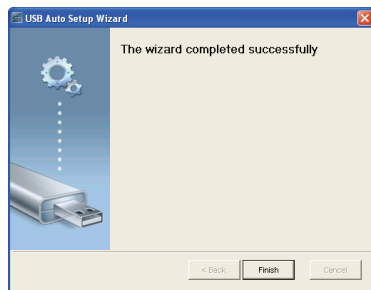 USB Auto Setup Wizard
The wizard completed successfully
< Back Finish Cancel